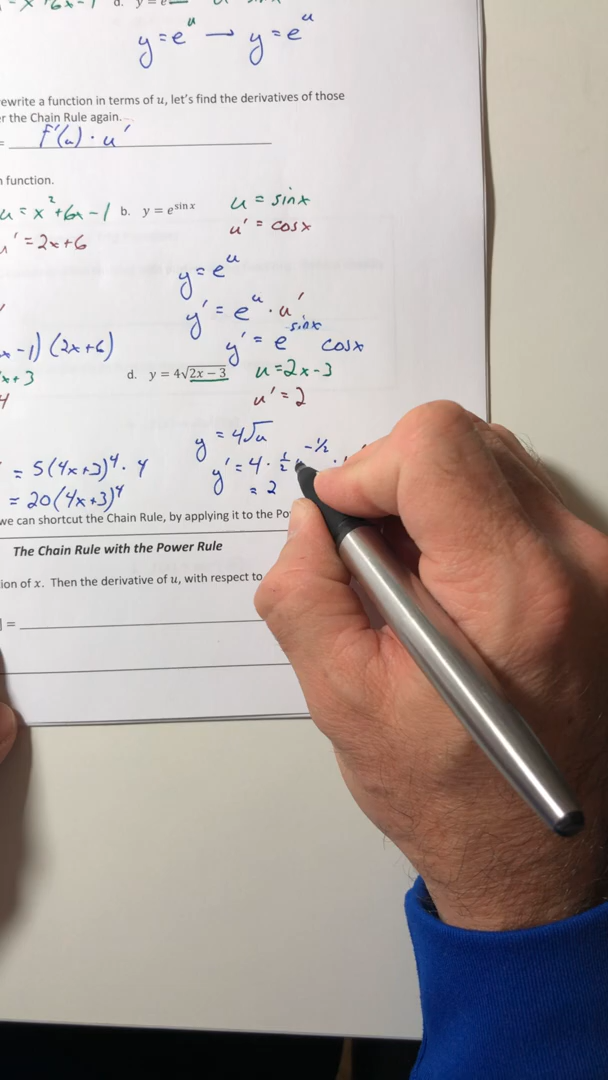 y = e^u → y = e^u
ewrite a function in terms of u, let's find the derivatives of those
er the Chain Rule again.
= F'(u) · u'
function.
u = x² + 6x - 1 b. y = e^{sin x} u = sin x
u' = 2x + 6 u' = cos x
y = e^u
y' = e^u · u'
x - 1) (2x + 6) y' = e^{sin x} cos x
x + 3 d. y = 4√(2x − 3) u = 2x - 3
4 u' = 2
y = 4√u
= 5(4x + 3)⁴ · 4 y' = 4 · 1/2 u^{-1/2} ·
= 20(4x + 3)⁴ = 2
we can shortcut the Chain Rule, by applying it to the Po
The Chain Rule with the Power Rule
ion of x. Then the derivative of u, with respect to
] =